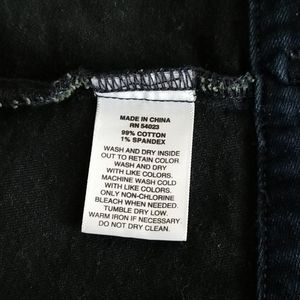 MADE IN CHINA
RN 54023
99% COTTON
1% SPANDEX
WASH AND DRY INSIDE
OUT TO RETAIN COLOR
WASH AND DRY
WITH LIKE COLORS.
MACHINE WASH COLD
WITH LIKE COLORS.
ONLY NON-CHLORINE
BLEACH WHEN NEEDED.
TUMBLE DRY LOW.
WARM IRON IF NECESSARY
DO NOT DRY CLEAN.